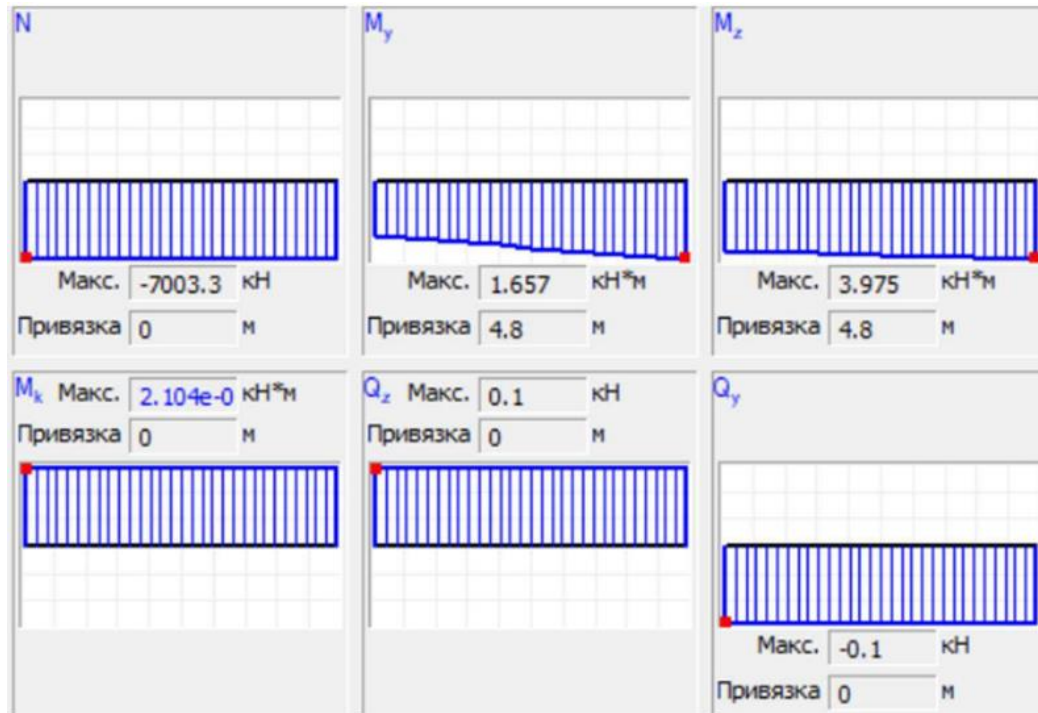 N
Макс. -7003.3 кН
Привязка 0 м
My
Макс. 1.657 кН*м
Привязка 4.8 м
Mz
Макс. 3.975 кН*м
Привязка 4.8 м
Mk Макс. 2.104e-0 кН*м
Привязка 0 м
Qz Макс. 0.1 кН
Привязка 0 м
Qy
Макс. -0.1 кН
Привязка 0 м